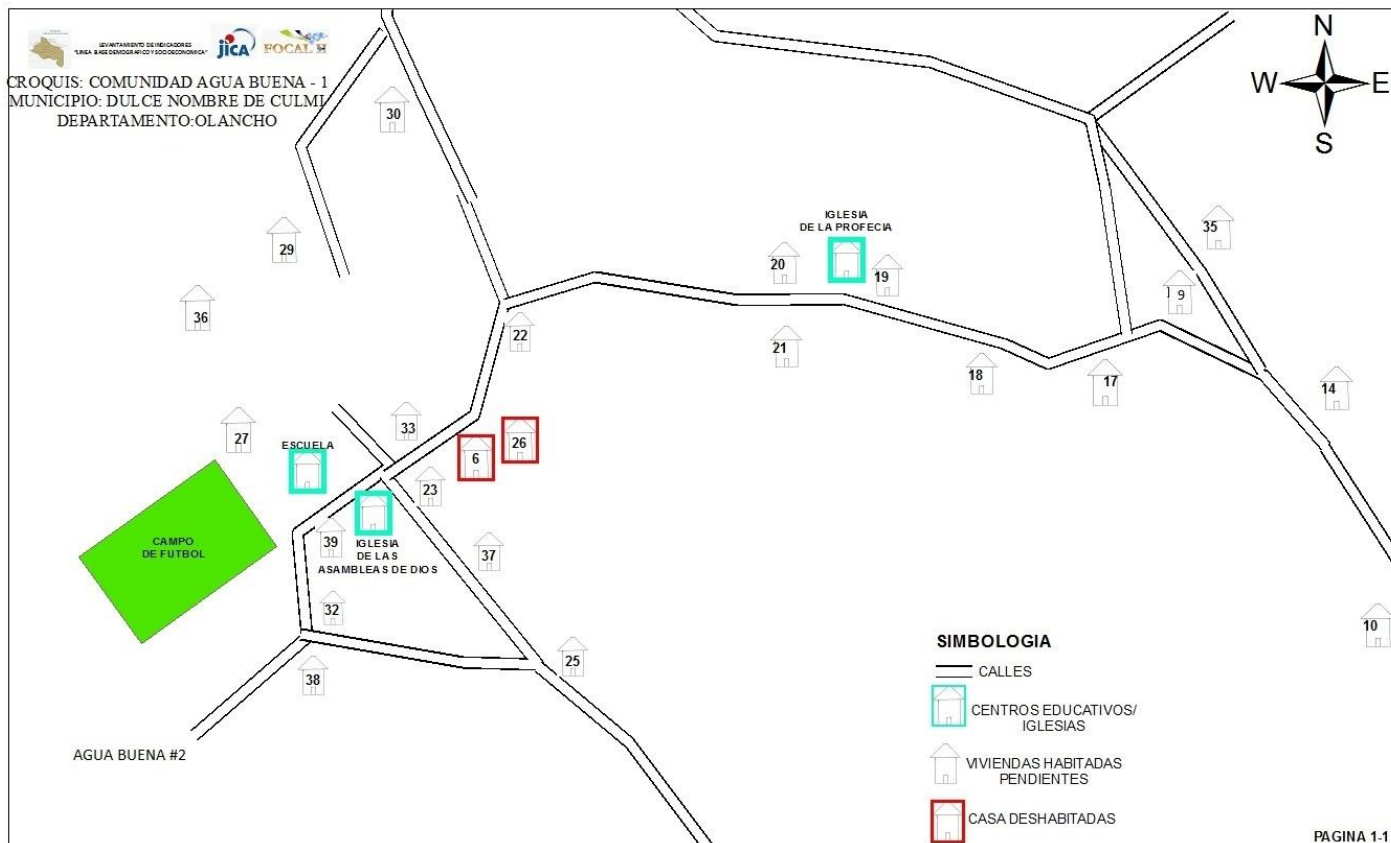 LEVANTAMIENTO DE INDICADORES
"LINEA BASE DEMOGRAFICO Y SOCIOECONOMICA"
jICA
FOCAL H
CROQUIS: COMUNIDAD AGUA BUENA - 1
MUNICIPIO: DULCE NOMBRE DE CULMI
DEPARTAMENTO:OLANCHO
N
W
E
S
30
29
36
IGLESIA
DE LA PROFECIA
20
19
35
9
22
21
18
17
14
27
33
ESCUELA
26
6
23
CAMPO
DE FUTBOL
39
IGLESIA
DE LAS
ASAMBLEAS DE DIOS
37
32
38
25
10
AGUA BUENA #2
SIMBOLOGIA
CALLES
CENTROS EDUCATIVOS/
IGLESIAS
VIVIENDAS HABITADAS
PENDIENTES
CASA DESHABITADAS
PAGINA 1-1